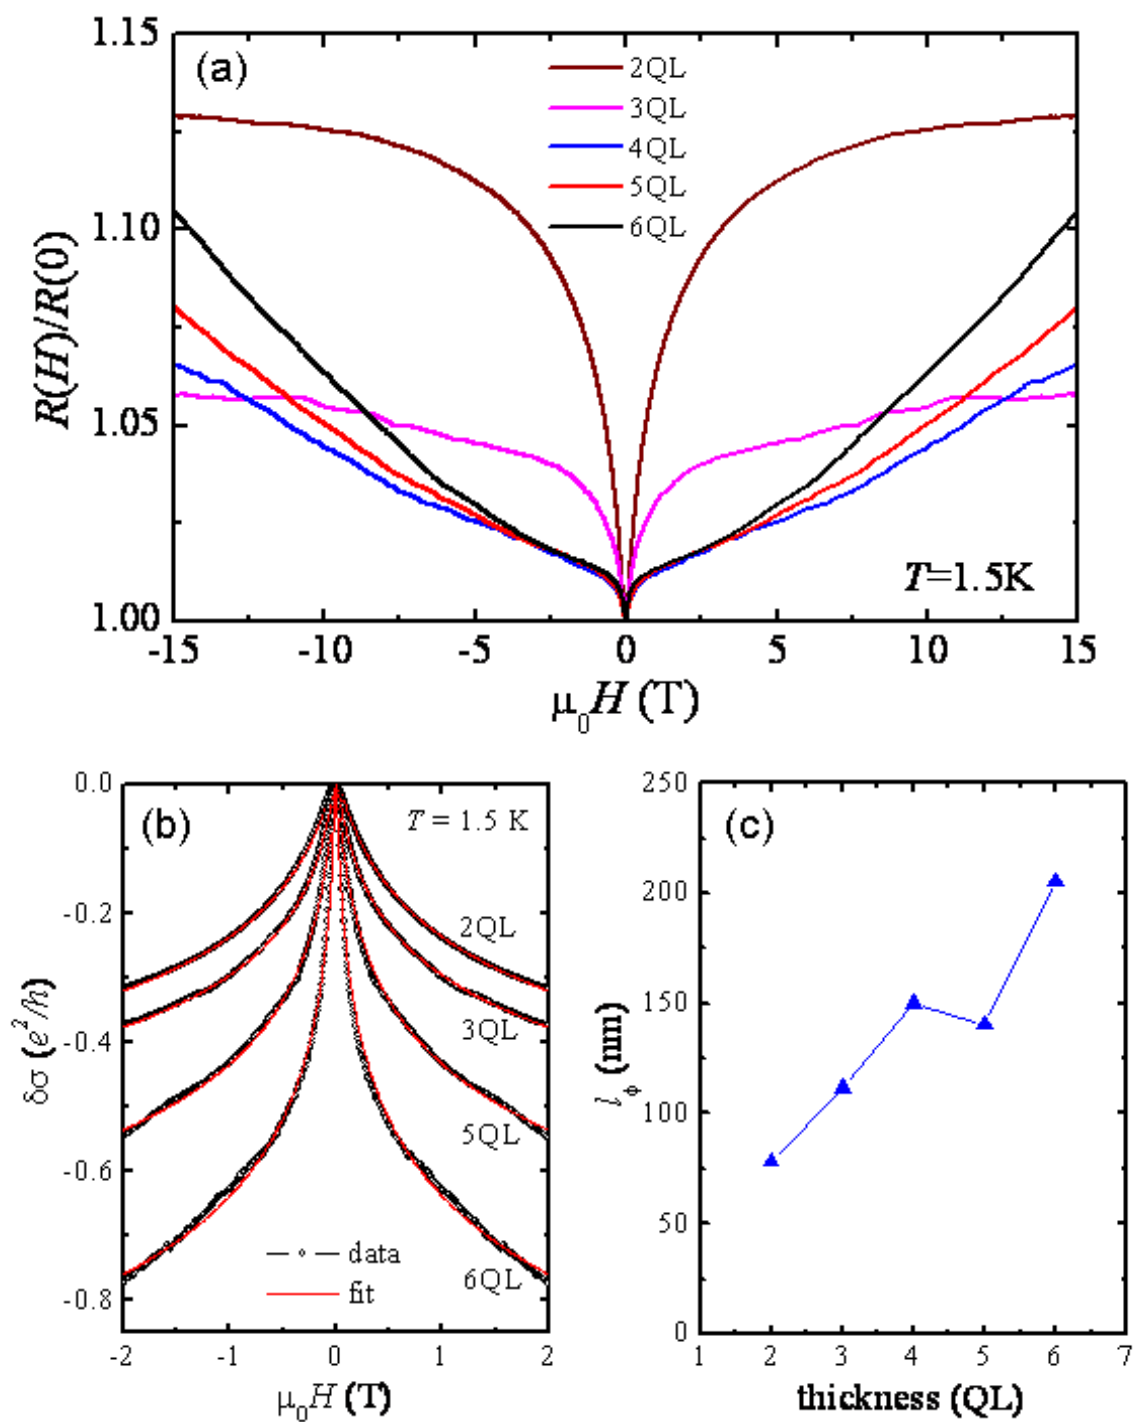 (a)
1.15
1.10
1.05
1.00
R(H)/R(0)
2QL
3QL
4QL
5QL
6QL
T=1.5K
-15 -10 -5 0 5 10 15
μ₀H (T)
(b)
T = 1.5 K
0.0
-0.2
-0.4
-0.6
-0.8
δσ (e²/h)
2QL
3QL
5QL
6QL
data
fit
-2 -1 0 1 2
μ₀H (T)
(c)
250
200
150
100
50
0
l_ϕ (nm)
1 2 3 4 5 6 7
thickness (QL)